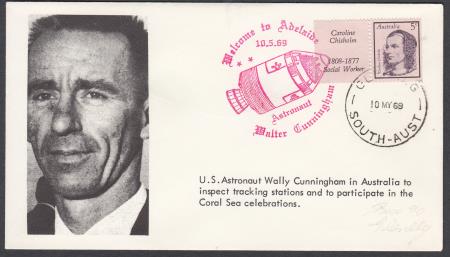 Welcome to Adelaide
10.5.69
Astronaut
Walter Cunningham
Caroline
Chisholm
1808-1877
Social Worker
Australia
5c
10 MY 69
SOUTH-AUST
U.S. Astronaut Wally Cunningham in Australia to
inspect tracking stations and to participate in the
Coral Sea celebrations.